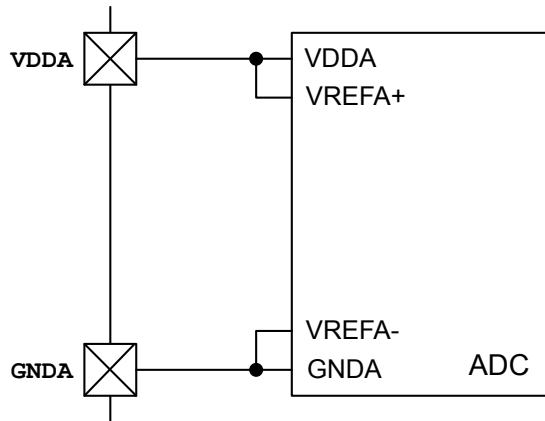 VDDA
VDDA
VREFA+
VREFA-
GNDA
GNDA
ADC